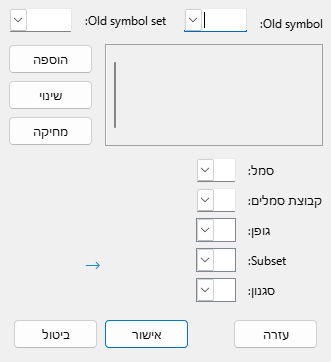 Old symbol:
Old symbol set:
הוספה
שינוי
מחיקה
סמל:
קבוצת סמלים:
גופן:
Subset:
סגנון:
עזרה אישור ביטול